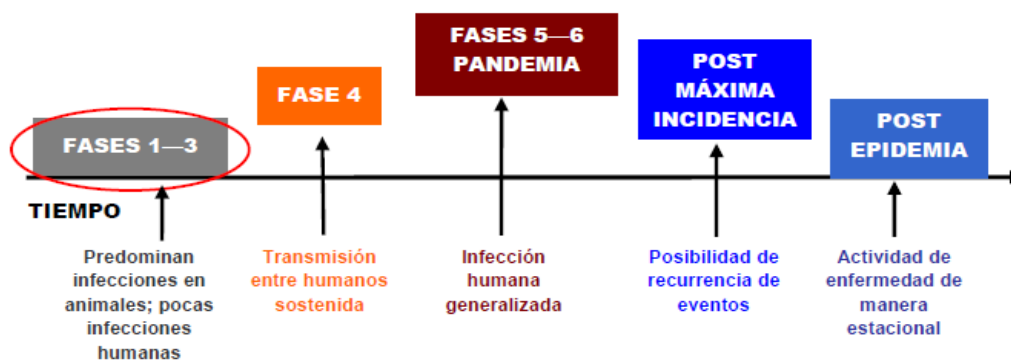 FASES 1—3
FASE 4
FASES 5—6
PANDEMIA
POST
MÁXIMA
INCIDENCIA
POST
EPIDEMIA
TIEMPO
Predominan
infecciones en
animales; pocas
infecciones
humanas
Transmisión
entre humanos
sostenida
Infección
humana
generalizada
Posibilidad de
recurrencia de
eventos
Actividad de
enfermedad de
manera
estacional